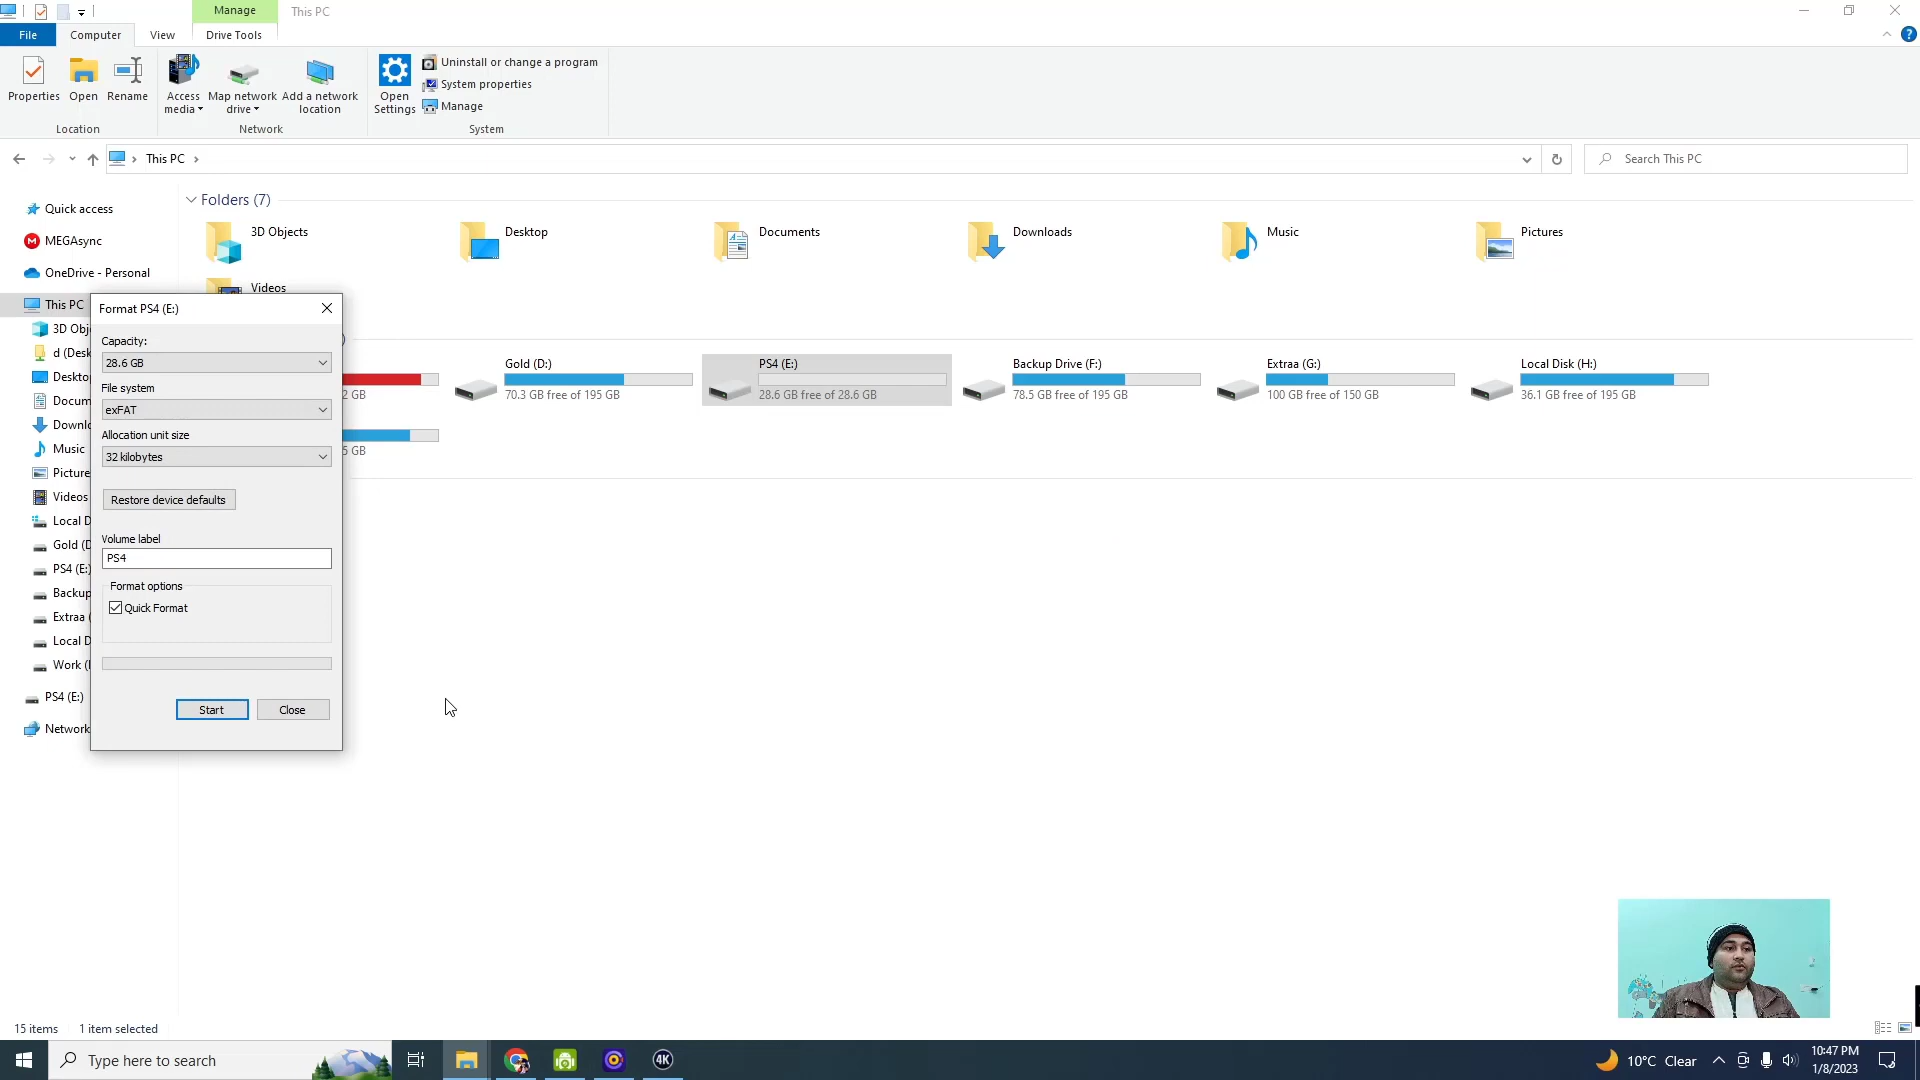 Manage
This PC
File
Computer
View
Drive Tools
Properties
Open
Rename
Access media
Map network drive
Add a network location
Open Settings
Uninstall or change a program
System properties
Manage
Location
Network
System
This PC
Search This PC
Quick access
MEGAsync
OneDrive - Personal
This PC
3D Obj
d (Desk
Deskto
Docum
Downlo
Music
Picture
Videos
Local D
Gold (D
PS4 (E:)
Backup
Extraa (
Local D
Work (
PS4 (E:)
Network
Folders (7)
3D Objects
Desktop
Documents
Downloads
Music
Pictures
Videos
)
2 GB
Gold (D:)
70.3 GB free of 195 GB
PS4 (E:)
28.6 GB free of 28.6 GB
Backup Drive (F:)
78.5 GB free of 195 GB
Extraa (G:)
100 GB free of 150 GB
Local Disk (H:)
36.1 GB free of 195 GB
5 GB
Format PS4 (E:)
Capacity:
28.6 GB
File system
exFAT
Allocation unit size
32 kilobytes
Restore device defaults
Volume label
PS4
Format options
Quick Format
Start
Close
15 items
1 item selected
Type here to search
4K
10°C Clear
10:47 PM
1/8/2023